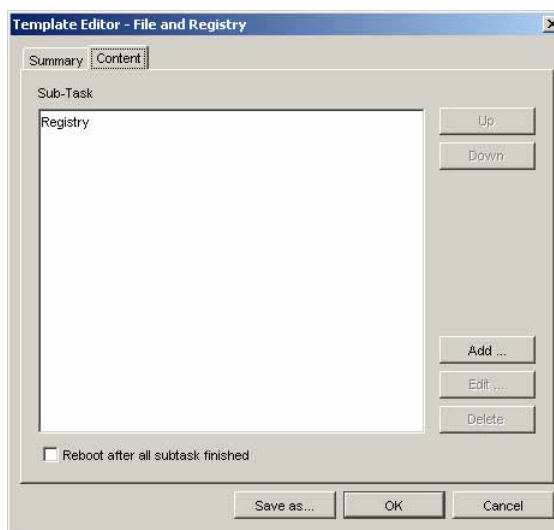 Template Editor - File and Registry
Summary Content
Sub-Task
Registry
Up
Down
Add ...
Edit ...
Delete
Reboot after all subtask finished
Save as... OK Cancel